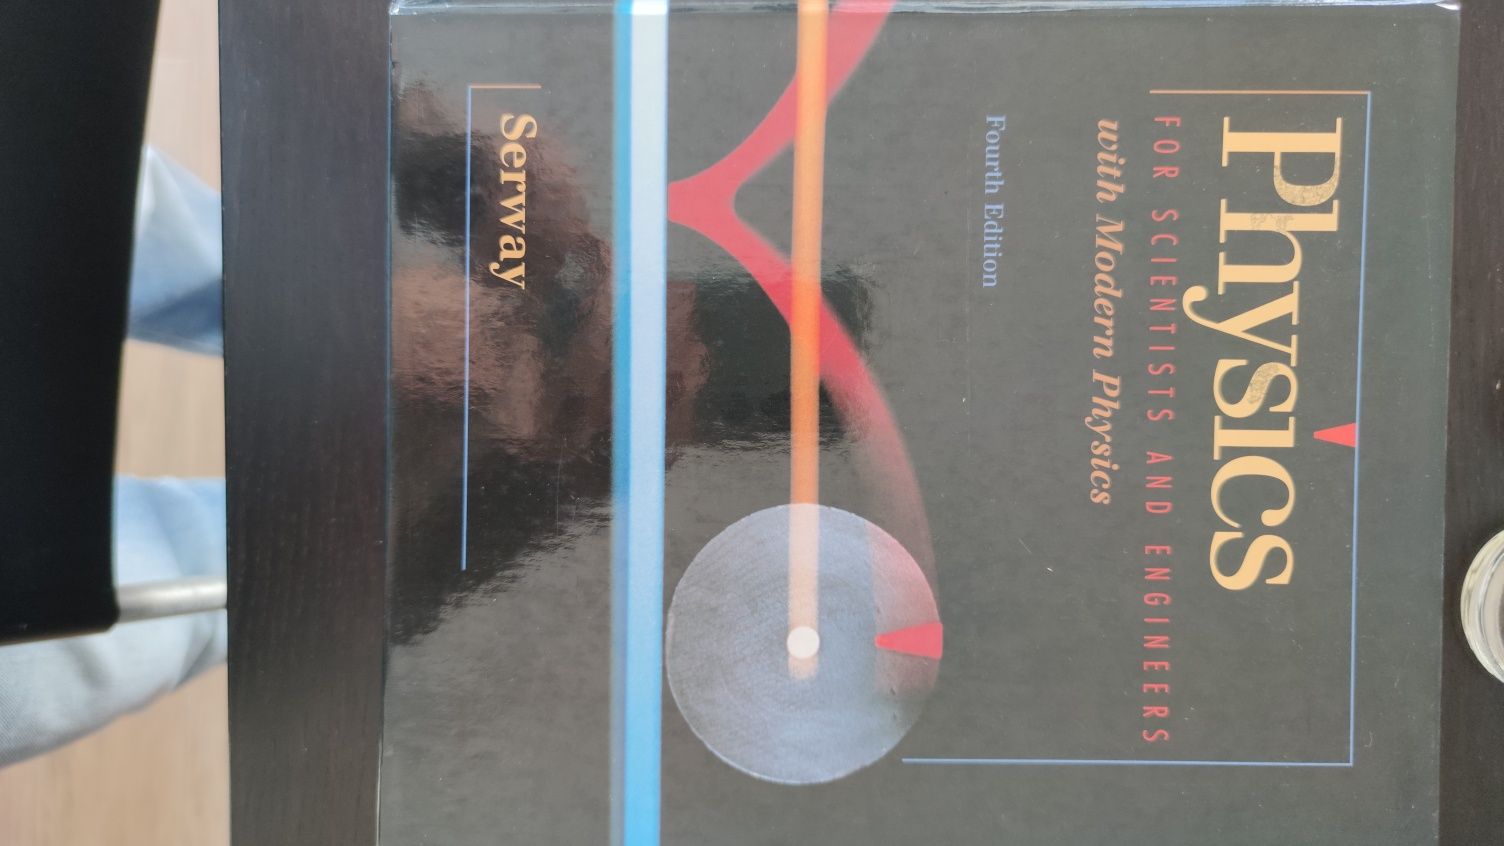 Physics
FOR SCIENTISTS AND ENGINEERS
with Modern Physics
Fourth Edition
Serway